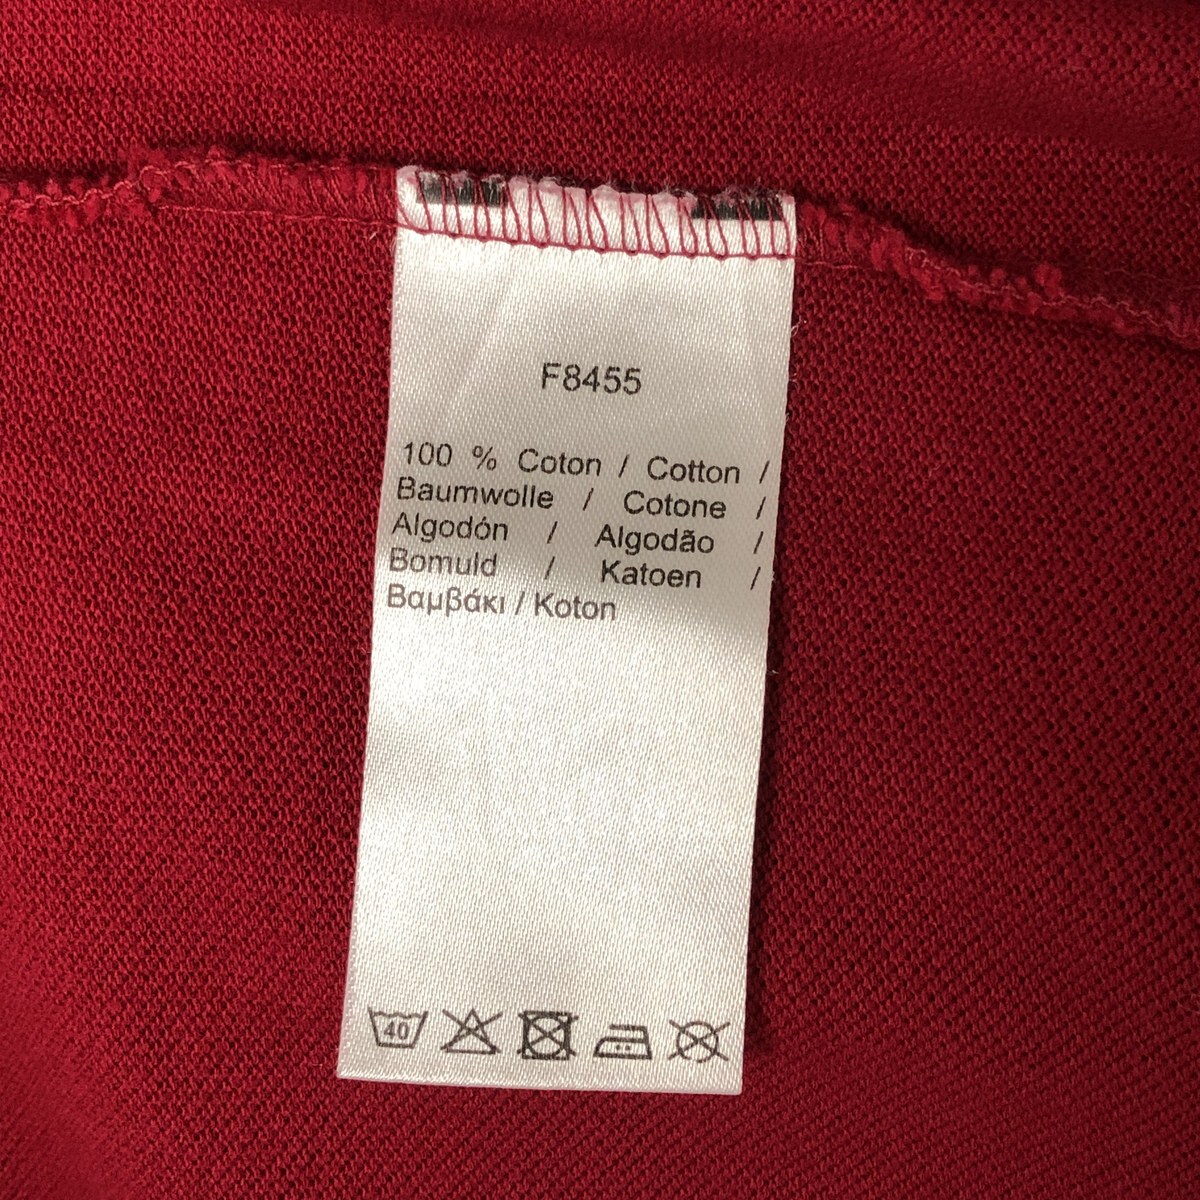 F8455
100 % Coton / Cotton /
Baumwolle / Cotone /
Algodón / Algodão /
Bomuld / Katoen /
Βαμβάκι / Koton
40